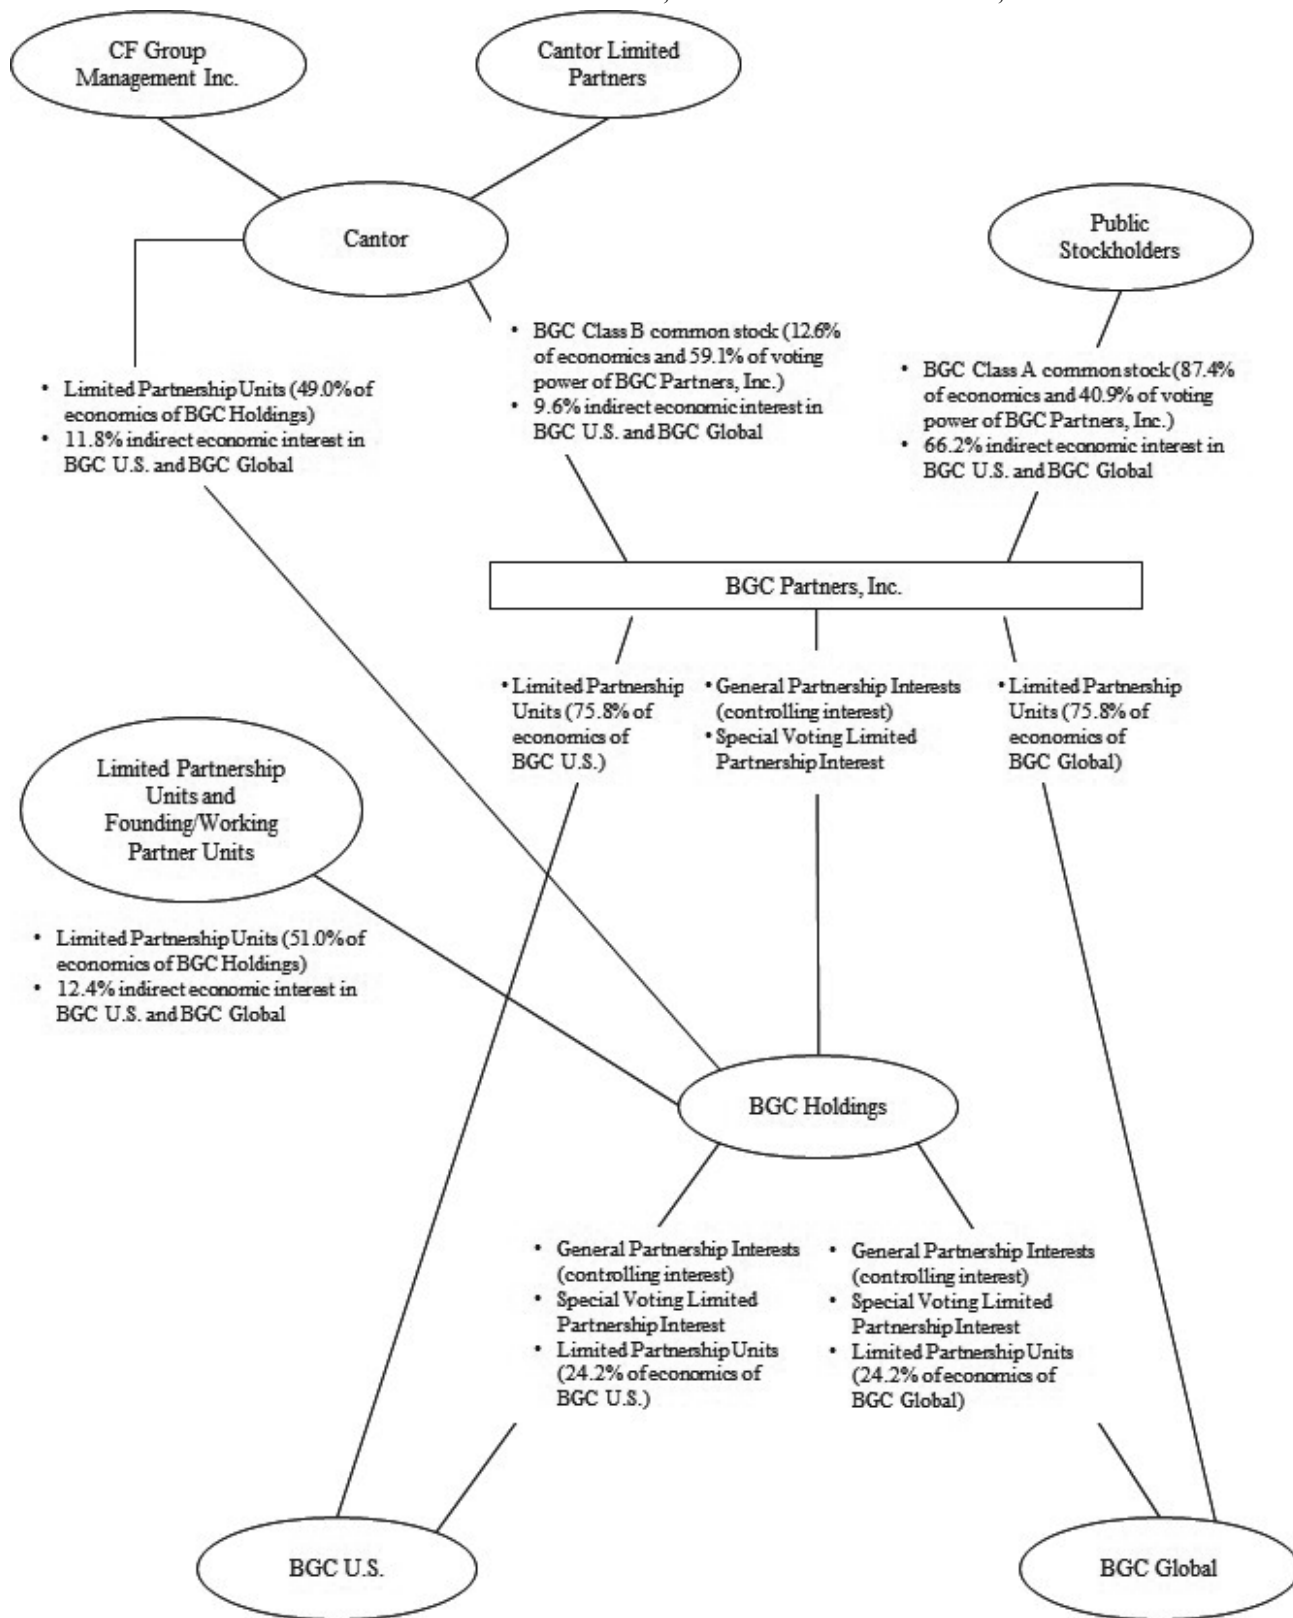 CF Group
Management Inc.
Cantor Limited
Partners
Cantor
Public
Stockholders
• Limited Partnership Units (49.0% of
economics of BGC Holdings)
• 11.8% indirect economic interest in
BGC U.S. and BGC Global
• BGC Class B common stock (12.6%
of economics and 59.1% of voting
power of BGC Partners, Inc.)
• 9.6% indirect economic interest in
BGC U.S. and BGC Global
• BGC Class A common stock (87.4%
of economics and 40.9% of voting
power of BGC Partners, Inc.)
• 66.2% indirect economic interest in
BGC U.S. and BGC Global
BGC Partners, Inc.
• Limited Partnership
Units (75.8% of
economics of
BGC U.S.)
• General Partnership Interests
(controlling interest)
• Special Voting Limited
Partnership Interest
• Limited Partnership
Units (75.8% of
economics of
BGC Global)
Limited Partnership
Units and
Founding/Working
Partner Units
• Limited Partnership Units (51.0% of
economics of BGC Holdings)
• 12.4% indirect economic interest in
BGC U.S. and BGC Global
BGC Holdings
• General Partnership Interests
(controlling interest)
• Special Voting Limited
Partnership Interest
• Limited Partnership Units
(24.2% of economics of
BGC U.S.)
• General Partnership Interests
(controlling interest)
• Special Voting Limited
Partnership Interest
• Limited Partnership Units
(24.2% of economics of
BGC Global)
BGC U.S.
BGC Global